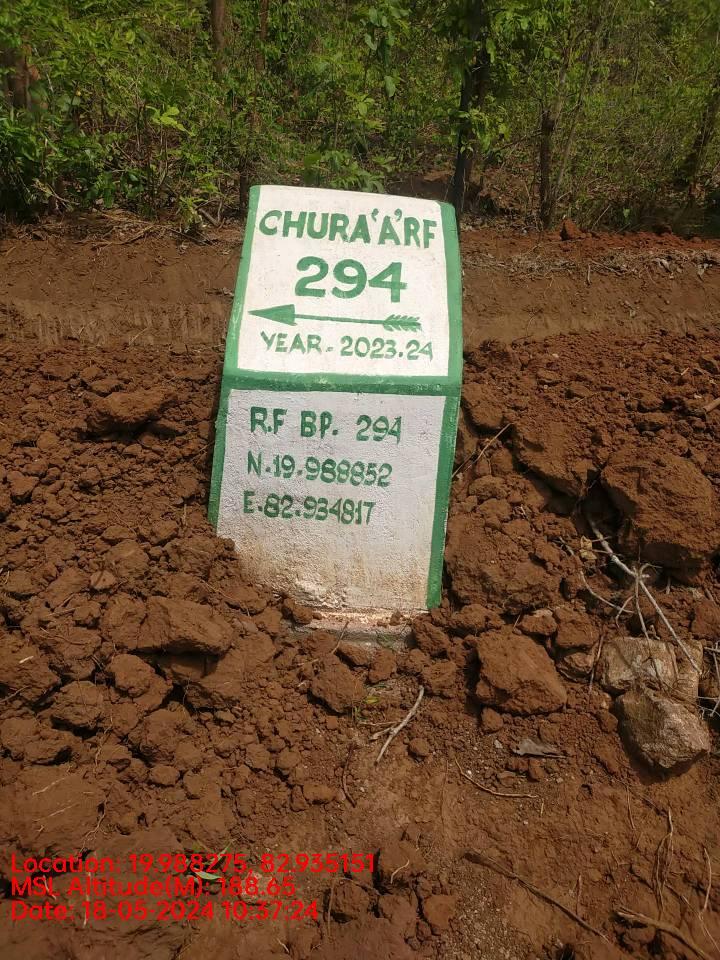 CHURA'A'RF
294
YEAR-2023.24
R.F BP. 294
N.19.988852
E.82.934817
Location: 19.988275, 82.935151
MSL Altitude(M): 188.65
Date: 18-05-2024 10:37:24